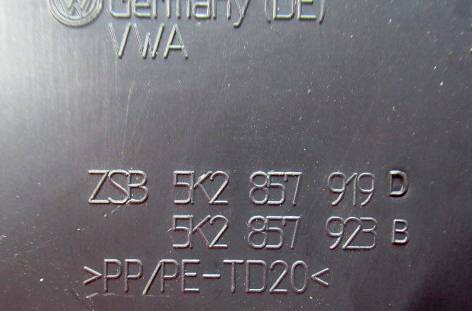 Germany (DE)
VWA
ZSB 5K2 857 919 D
5K2 857 923 B
>PP/PE-TD20<